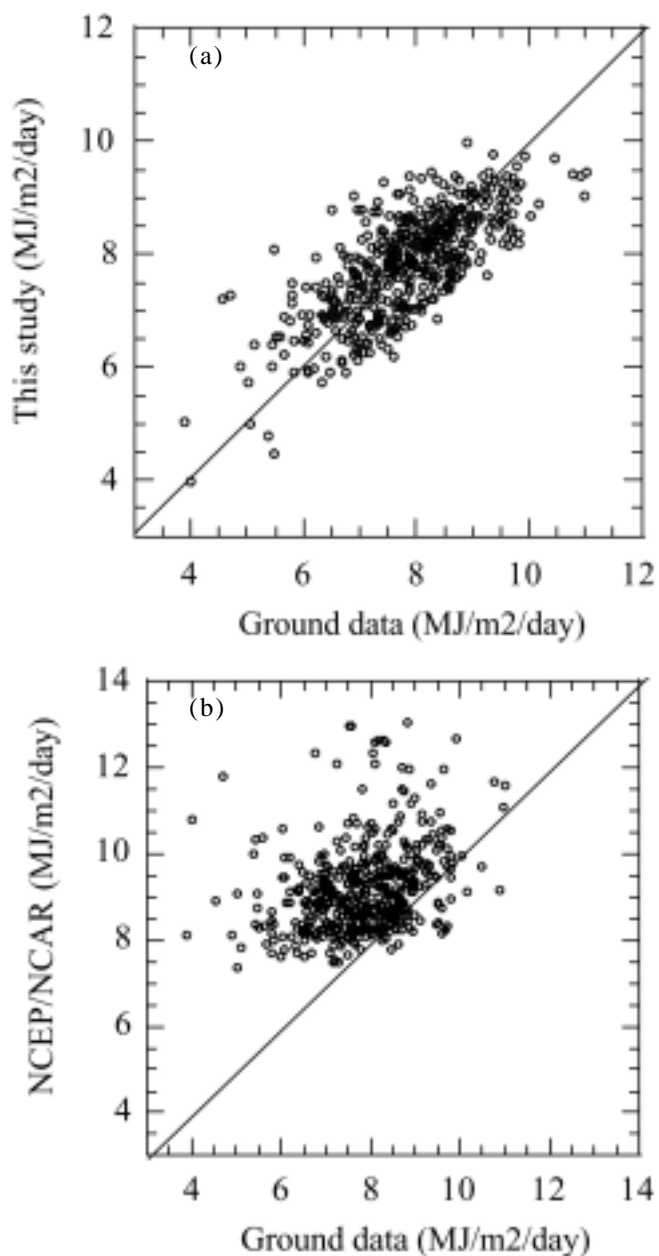 12
(a)
10
8
6
4
This study (MJ/m2/day)
4 6 8 10 12
Ground data (MJ/m2/day)
14
(b)
12
10
8
6
4
NCEP/NCAR (MJ/m2/day)
4 6 8 10 12 14
Ground data (MJ/m2/day)